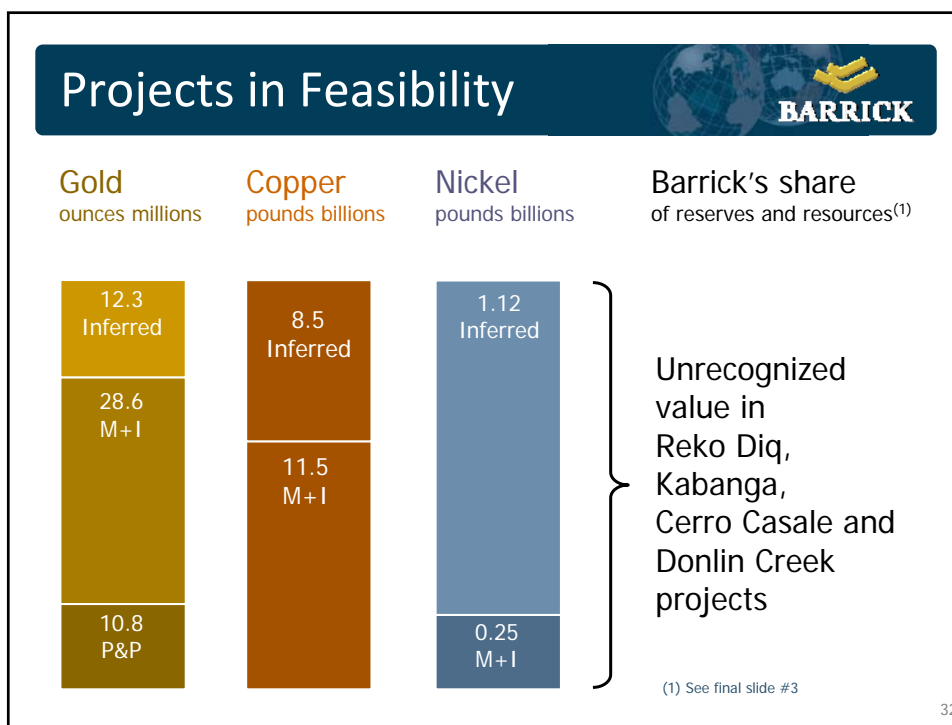 Projects in Feasibility
BARRICK
Gold
ounces millions
Copper
pounds billions
Nickel
pounds billions
Barrick's share
of reserves and resources(1)
12.3
Inferred
28.6
M+I
10.8
P&P
8.5
Inferred
11.5
M+I
1.12
Inferred
0.25
M+I
Unrecognized
value in
Reko Diq,
Kabanga,
Cerro Casale and
Donlin Creek
projects
(1) See final slide #3
32